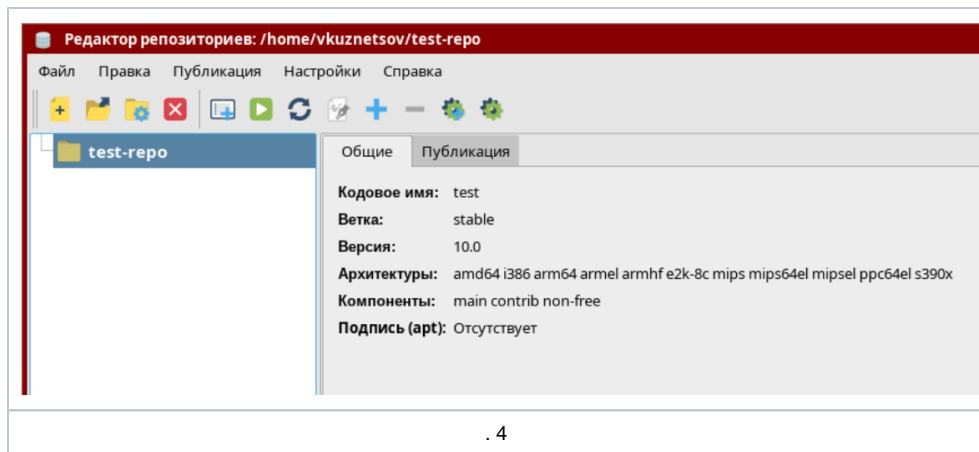 Редактор репозиториев: /home/vkuznetsov/test-repo
Файл Правка Публикация Настройки Справка
test-repo
Общие Публикация
Кодовое имя: test
Ветка: stable
Версия: 10.0
Архитектуры: amd64 i386 arm64 armel armhf e2k-8c mips mips64el mipsel ppc64el s390x
Компоненты: main contrib non-free
Подпись (apt): Отсутствует
. 4